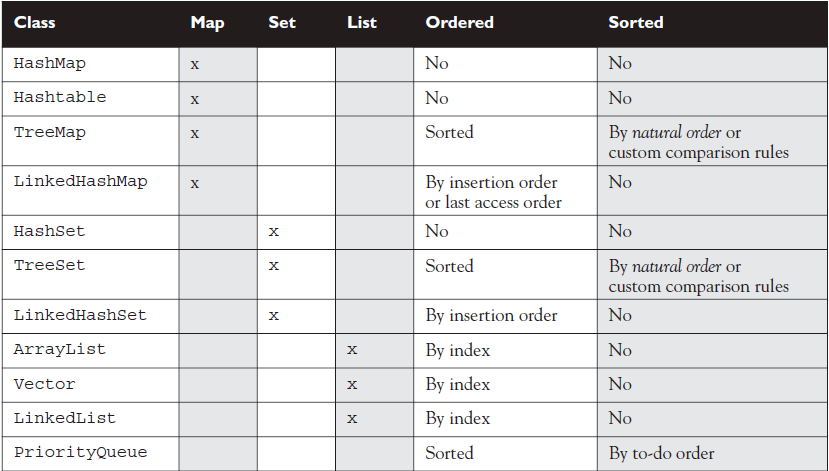 Class Map Set List Ordered Sorted
HashMap x No No
Hashtable x No No
TreeMap x Sorted By natural order or
custom comparison rules
LinkedHashMap x By insertion order No
or last access order
HashSet x No No
TreeSet x Sorted By natural order or
custom comparison rules
LinkedHashSet x By insertion order No
ArrayList x By index No
Vector x By index No
LinkedList x By index No
PriorityQueue Sorted By to-do order